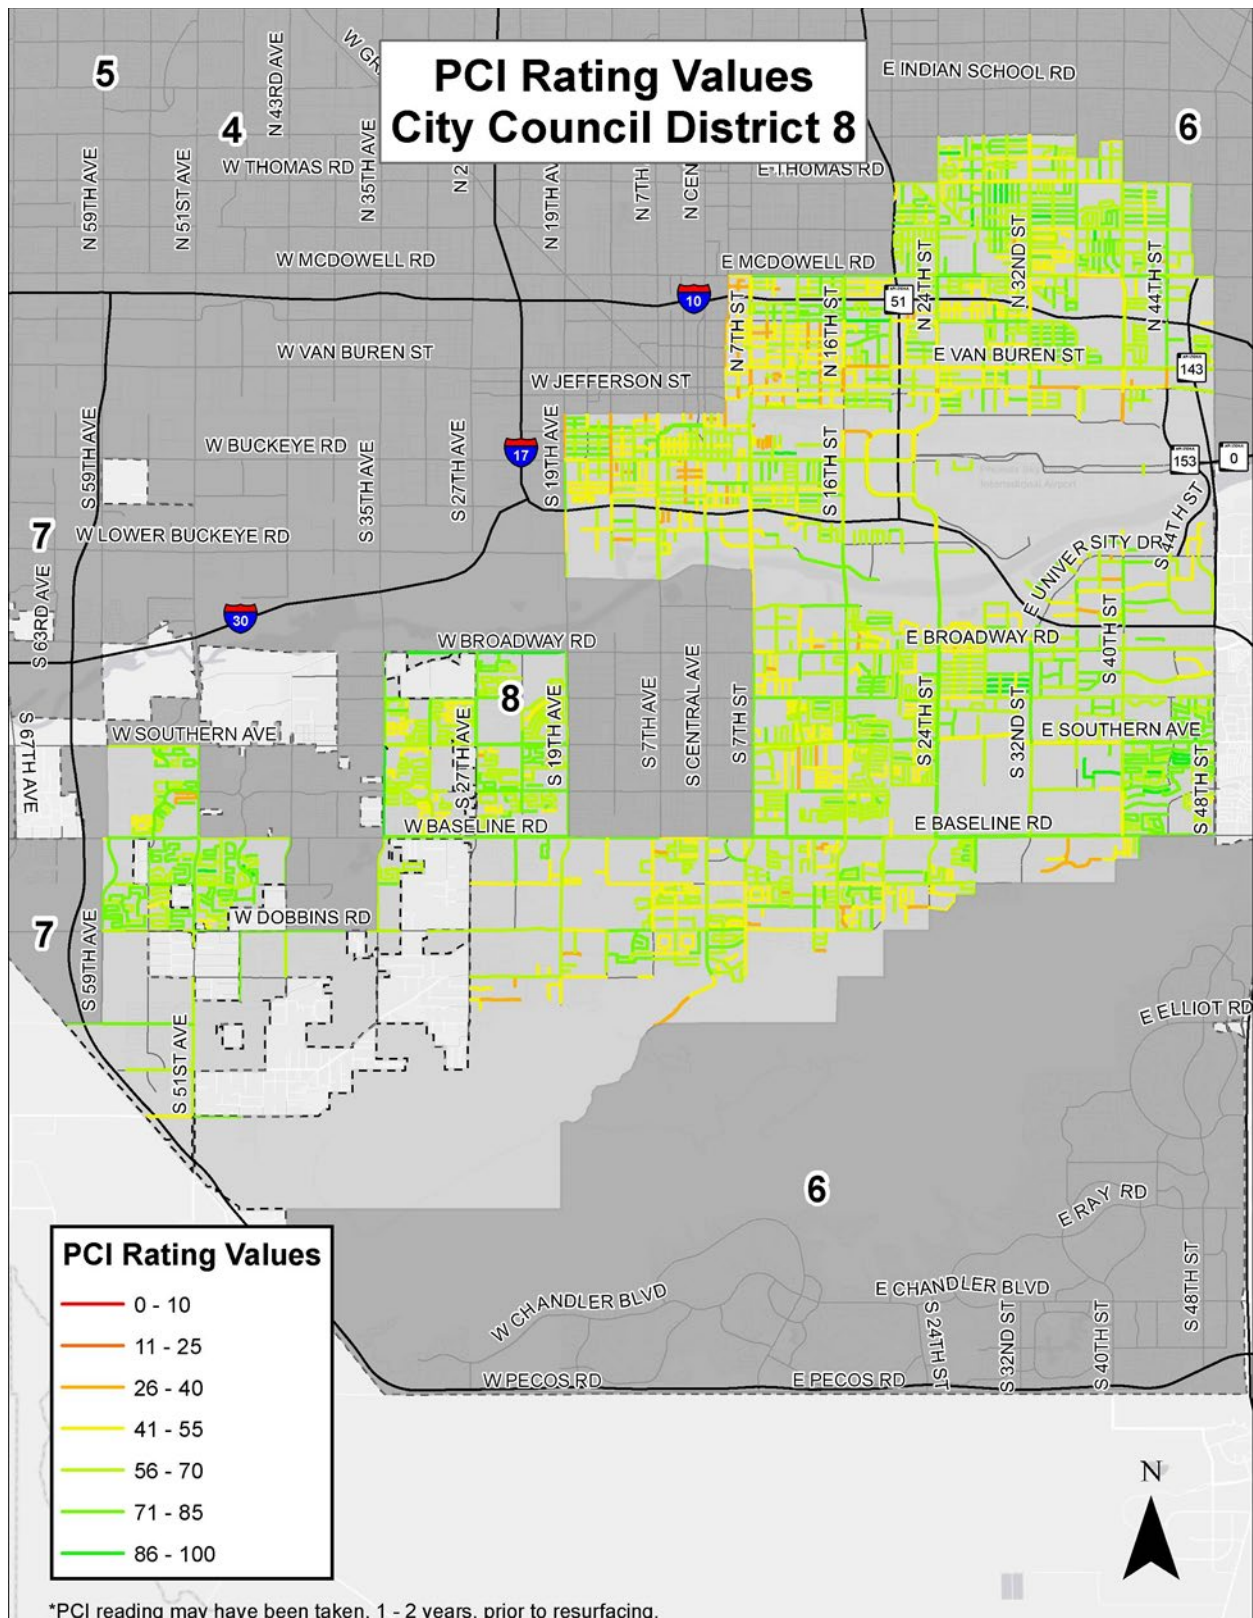 PCI Rating Values
City Council District 8
5
4
6
N 43RD AVE
E INDIAN SCHOOL RD
N 59TH AVE
N 51ST AVE
W THOMAS RD
N 35TH AVE
N 2
N 19TH AV
N 7TH
N CEN
E THOMAS RD
W MCDOWELL RD
E MCDOWELL RD
N 24TH ST
N 32ND ST
N 44TH ST
10
51
N 7TH ST
N 16TH ST
W VAN BUREN ST
E VAN BUREN ST
143
W JEFFERSON ST
S 59TH AVE
W BUCKEYE RD
S 35TH AVE
S 27TH AVE
17
S 19TH AVE
S 16TH ST
153
0
International Airport
S 44TH ST
7
W LOWER BUCKEYE RD
E UNIVERSITY DR
S 63RD AVE
30
W BROADWAY RD
E BROADWAY RD
S 40TH ST
8
S 67TH AVE
W SOUTHERN AVE
S 27TH AVE
S 19TH AVE
S 7TH AVE
S CENTRAL AVE
S 7TH ST
S 24TH ST
S 32ND ST
E SOUTHERN AVE
S 48TH ST
W BASELINE RD
E BASELINE RD
7
S 59TH AVE
W DOBBINS RD
E ELLIOT RD
S 51ST AVE
6
E RAY RD
W CHANDLER BLVD
E CHANDLER BLVD
S 24TH ST
S 32ND ST
S 40TH ST
S 48TH ST
W PECOS RD
E PECOS RD
PCI Rating Values
0 - 10
11 - 25
26 - 40
41 - 55
56 - 70
71 - 85
86 - 100
N
*PCI reading may have been taken, 1 - 2 years, prior to resurfacing.